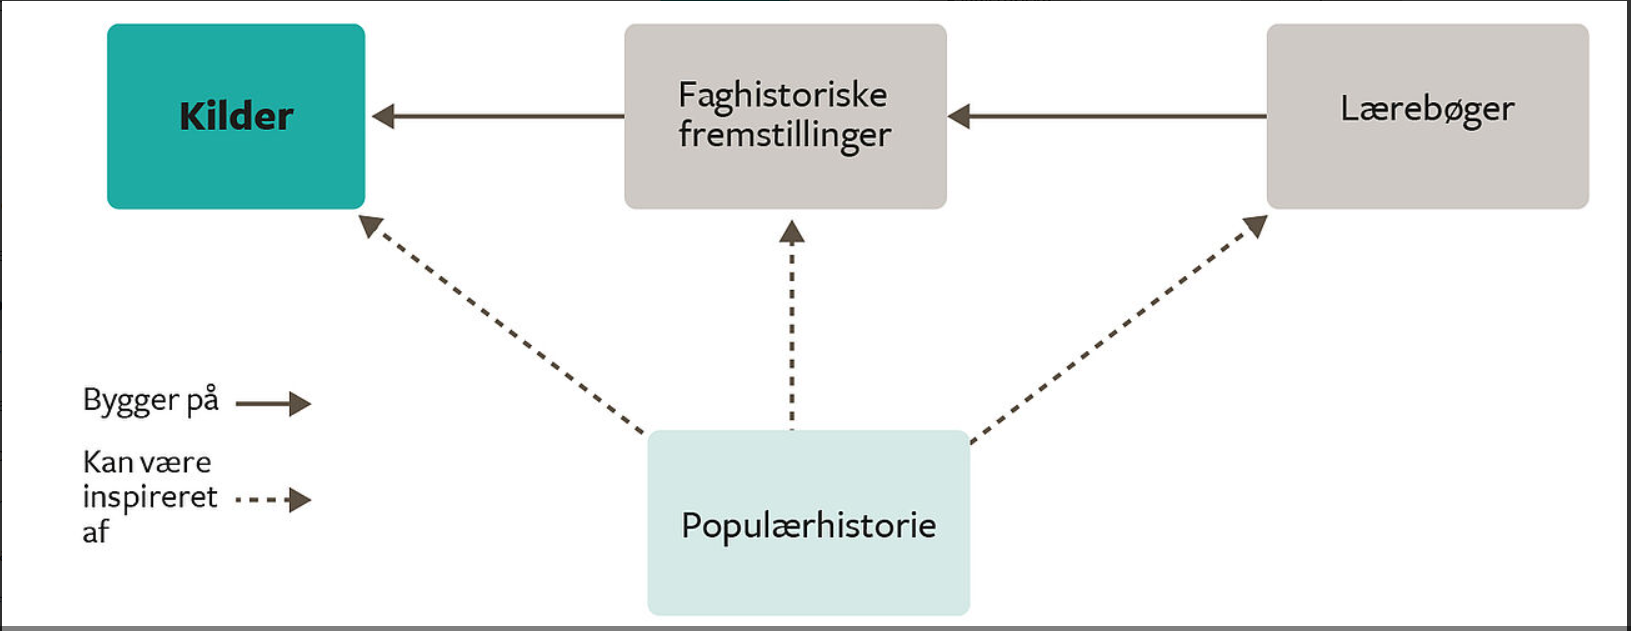 Kilder
Faghistoriske
fremstillinger
Lærebøger
Bygger på
Kan være
inspireret
af
Populærhistorie